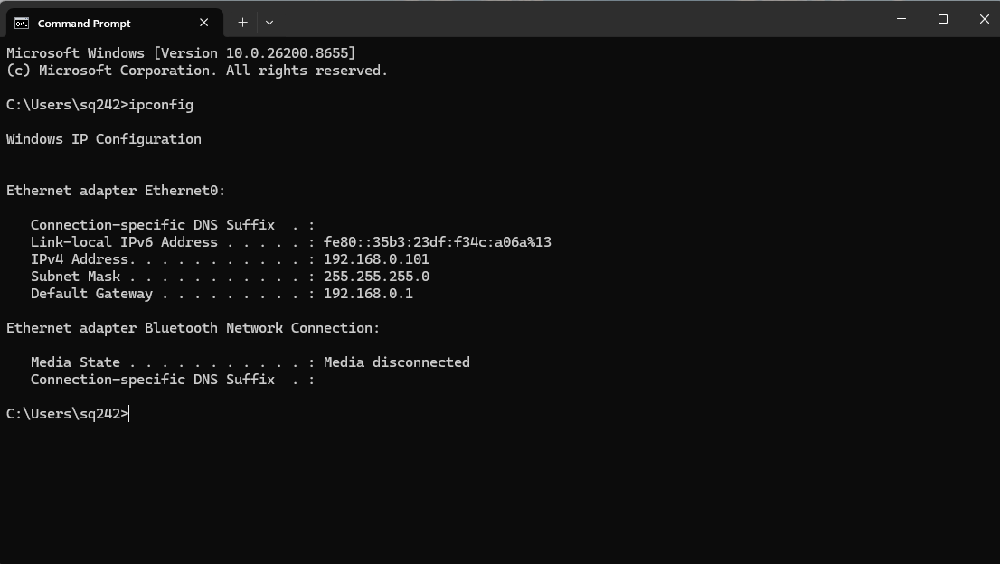 Command Prompt
Microsoft Windows [Version 10.0.26200.8655]
(c) Microsoft Corporation. All rights reserved.
C:\Users\sq242>ipconfig
Windows IP Configuration
Ethernet adapter Ethernet0:
   Connection-specific DNS Suffix  . :
   Link-local IPv6 Address . . . . . : fe80::35b3:23df:f34c:a06a%13
   IPv4 Address. . . . . . . . . . . : 192.168.0.101
   Subnet Mask . . . . . . . . . . . : 255.255.255.0
   Default Gateway . . . . . . . . . : 192.168.0.1
Ethernet adapter Bluetooth Network Connection:
   Media State . . . . . . . . . . . : Media disconnected
   Connection-specific DNS Suffix  . :
C:\Users\sq242>